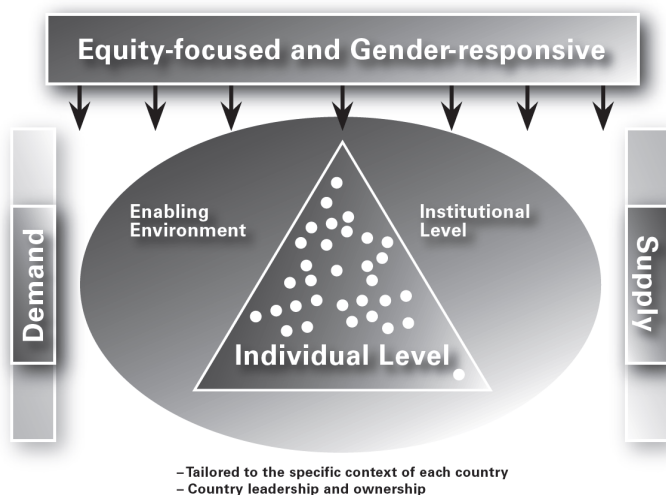 Equity-focused and Gender-responsive
Enabling
Environment
Institutional
Level
Demand
Supply
Individual Level
– Tailored to the specific context of each country
– Country leadership and ownership